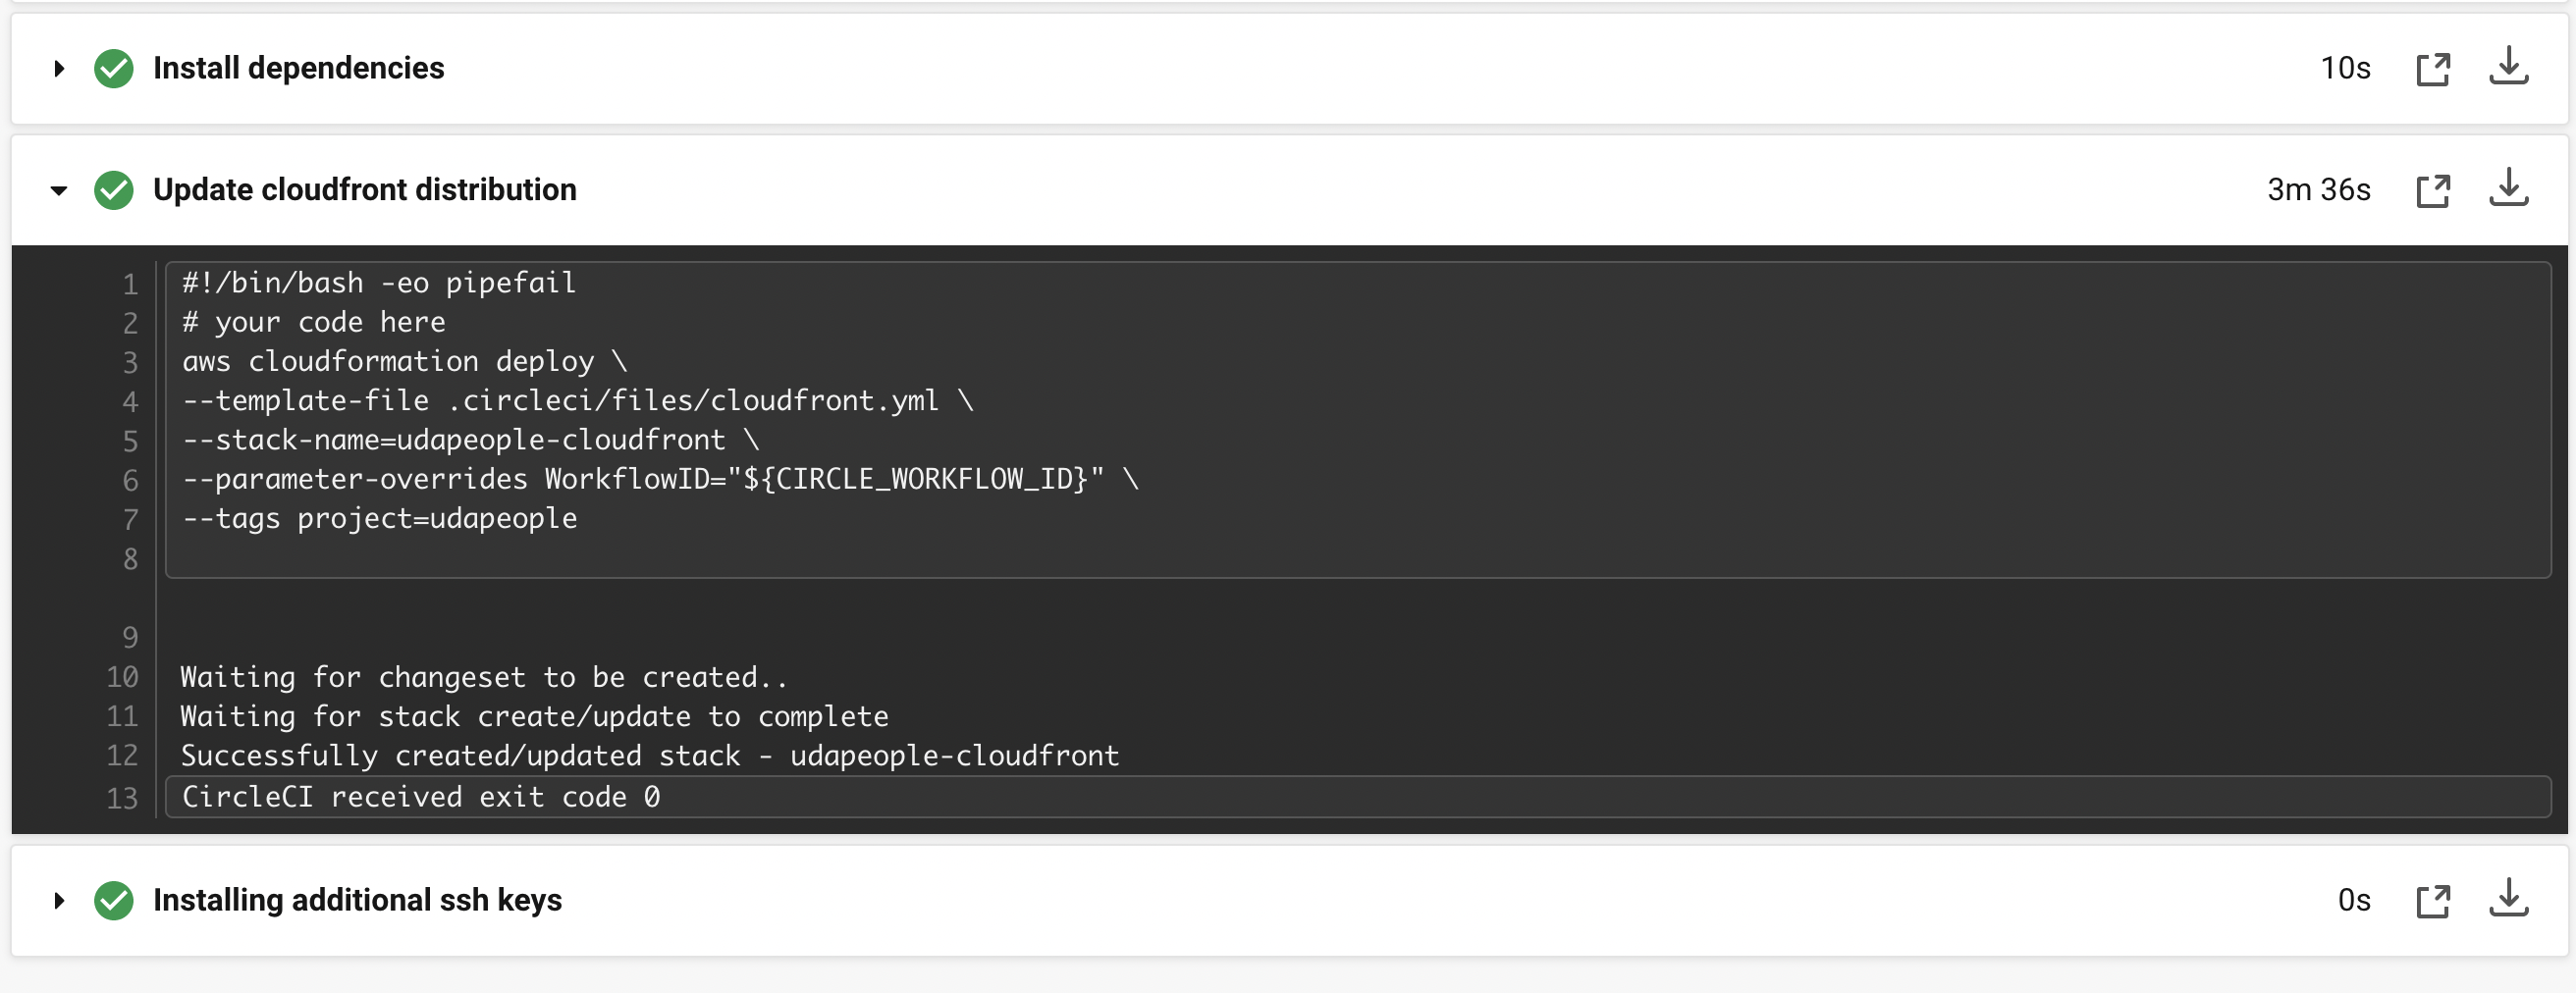 Install dependencies 10s
Update cloudfront distribution 3m 36s
1 #!/bin/bash -eo pipefail
2 # your code here
3 aws cloudformation deploy \
4 --template-file .circleci/files/cloudfront.yml \
5 --stack-name=udapeople-cloudfront \
6 --parameter-overrides WorkflowID="${CIRCLE_WORKFLOW_ID}" \
7 --tags project=udapeople
8
9
10 Waiting for changeset to be created..
11 Waiting for stack create/update to complete
12 Successfully created/updated stack - udapeople-cloudfront
13 CircleCI received exit code 0
Installing additional ssh keys 0s